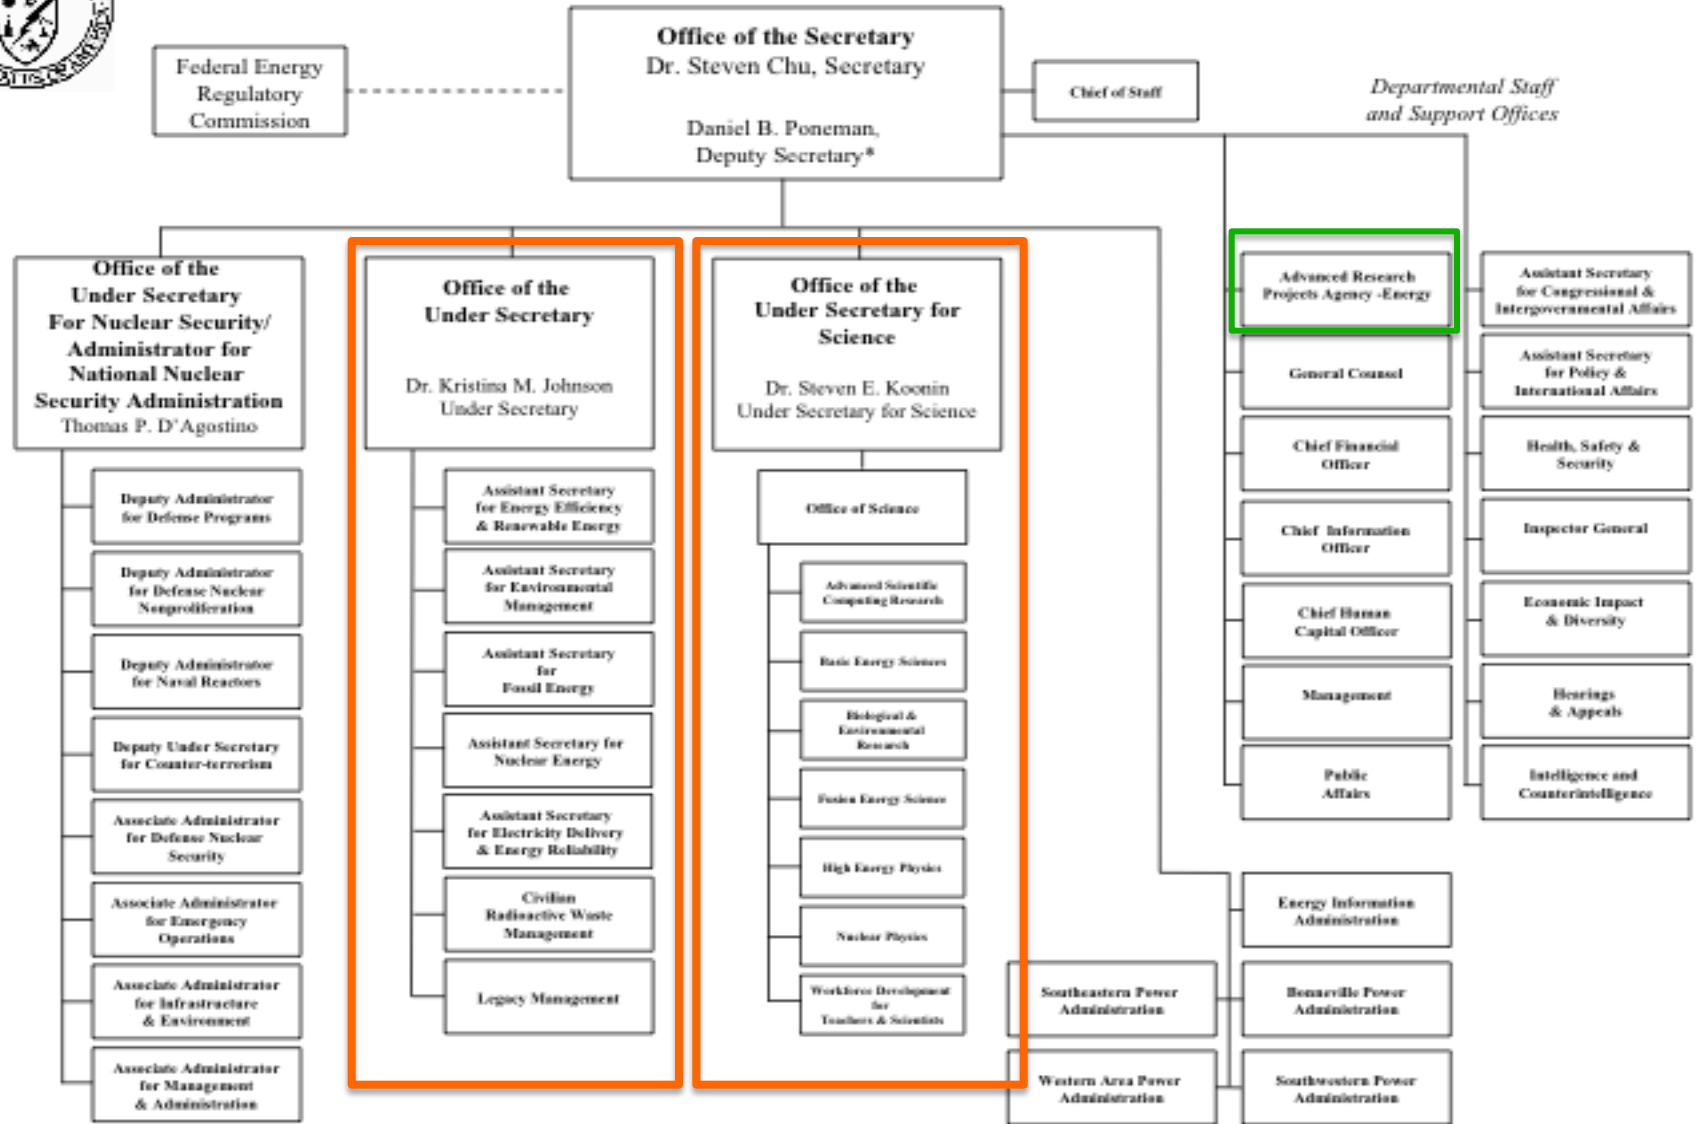 Office of the Secretary
Dr. Steven Chu, Secretary
Daniel B. Poneman,
Deputy Secretary*
Federal Energy
Regulatory
Commission
Chief of Staff
Departmental Staff
and Support Offices
Office of the
Under Secretary
For Nuclear Security/
Administrator for
National Nuclear
Security Administration
Thomas P. D'Agostino
Deputy Administrator
for Defense Programs
Deputy Administrator
for Defense Nuclear
Nonproliferation
Deputy Administrator
for Naval Reactors
Deputy Under Secretary
for Counter-terrorism
Associate Administrator
for Defense Nuclear
Security
Associate Administrator
for Emergency
Operations
Associate Administrator
for Infrastructure
& Environment
Associate Administrator
for Management
& Administration
Office of the
Under Secretary
Dr. Kristina M. Johnson
Under Secretary
Assistant Secretary
for Energy Efficiency
& Renewable Energy
Assistant Secretary
for Environmental
Management
Assistant Secretary
for
Fossil Energy
Assistant Secretary for
Nuclear Energy
Assistant Secretary
for Electricity Delivery
& Energy Reliability
Civilian
Radioactive Waste
Management
Legacy Management
Office of the
Under Secretary for
Science
Dr. Steven E. Koonin
Under Secretary for Science
Office of Science
Advanced Scientific
Computing Research
Basic Energy Sciences
Biological &
Environmental
Research
Fusion Energy Science
High Energy Physics
Nuclear Physics
Workforce Development
for
Teachers & Scientists
Advanced Research
Projects Agency -Energy
General Counsel
Chief Financial
Officer
Chief Information
Officer
Chief Human
Capital Officer
Management
Public
Affairs
Assistant Secretary
for Congressional &
Intergovernmental Affairs
Assistant Secretary
for Policy &
International Affairs
Health, Safety &
Security
Inspector General
Economic Impact
& Diversity
Hearings
& Appeals
Intelligence and
Counterintelligence
Energy Information
Administration
Southeastern Power
Administration
Bonneville Power
Administration
Western Area Power
Administration
Southwestern Power
Administration